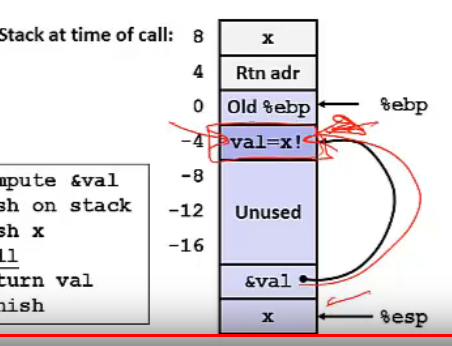 Stack at time of call: 8 x
4 Rtn adr
0 Old %ebp %ebp
-4 val=x!
-8
mpute &val
sh on stack -12 Unused
sh x
-16
ll
turn val
&val
nish
x %esp